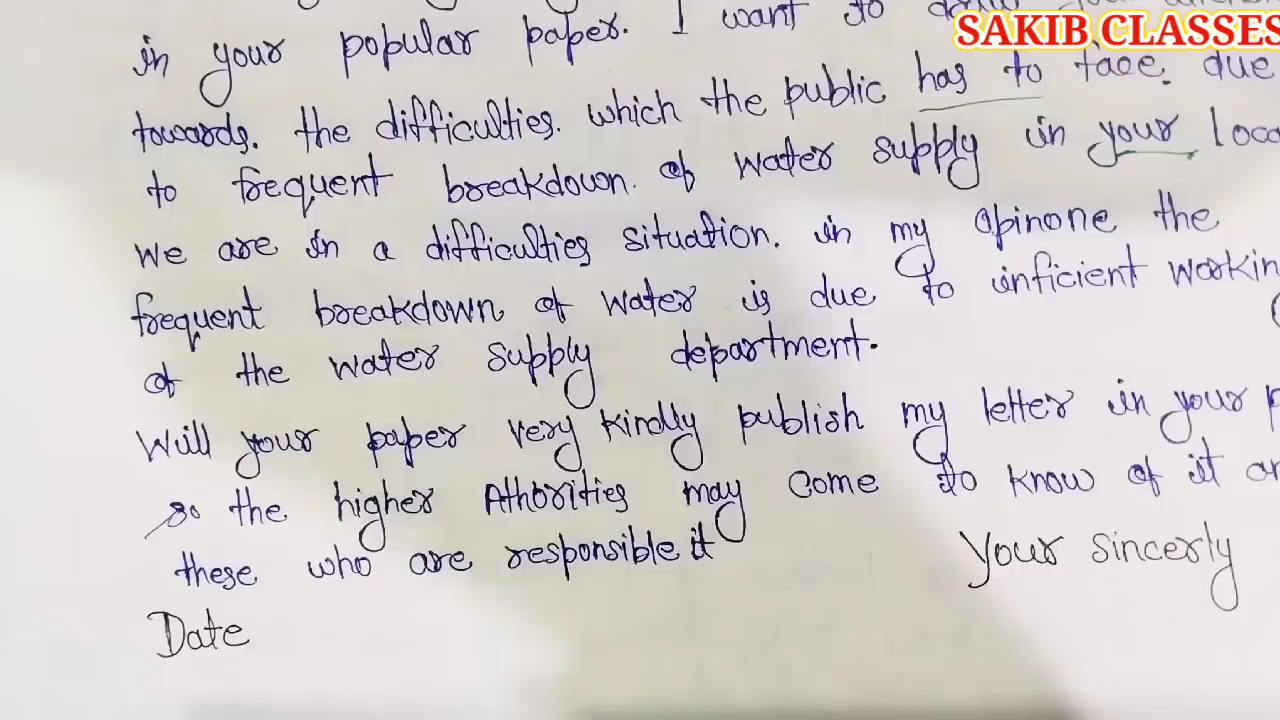 SAKIB CLASSES
in your popular paper. I want to
towards. the difficulties. which the public has to face. due
to frequent breakdown. of water supply in your
we are in a difficulties situation. in my apinone the
frequent breakdown of water is due to inficient
of the water supply department.
Will your paper very kindly publish my letter in your
so the higher Athorities may come to know of it
these who are responsible it
Your sincerly
Date